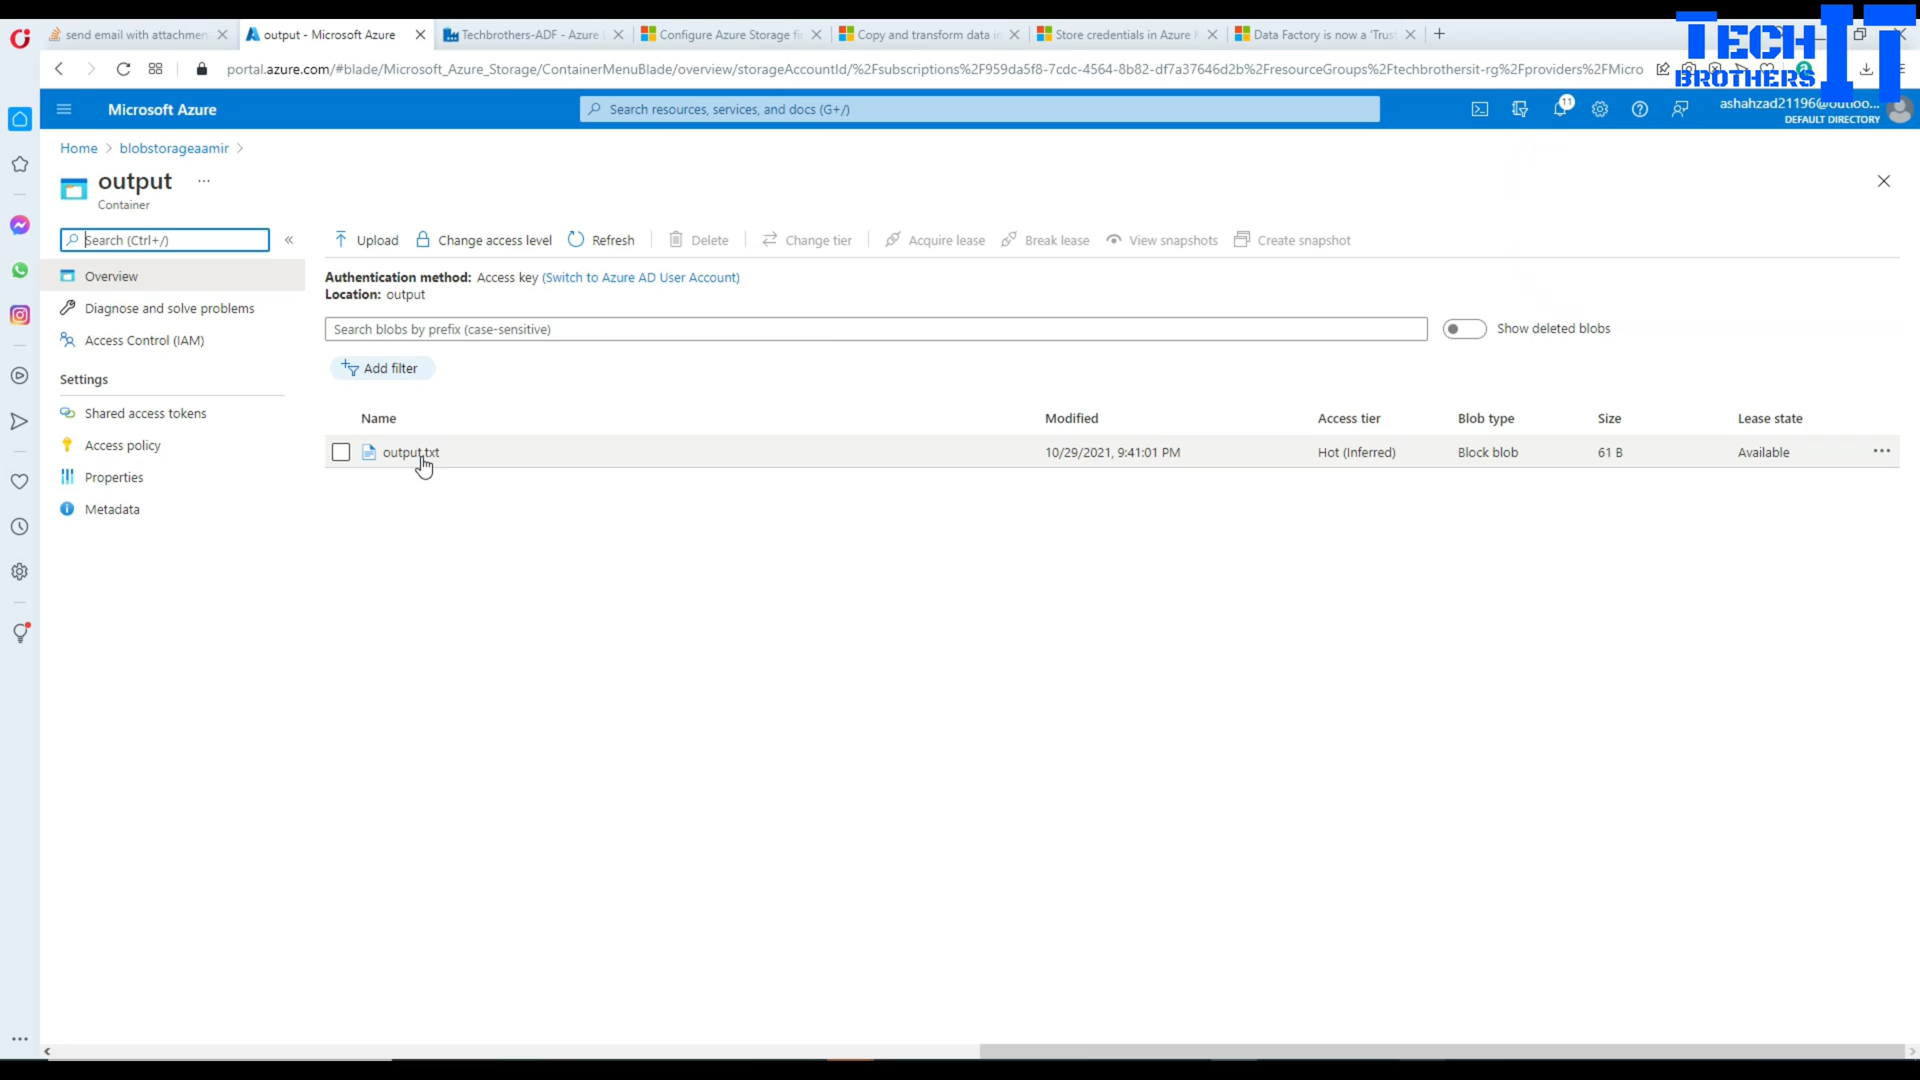 send email with attachmen
output - Microsoft Azure
Techbrothers-ADF - Azure
Configure Azure Storage fi
Copy and transform data i
Store credentials in Azure
Data Factory is now a 'Trus
TECH IT
BROTHERS
portal.azure.com/#blade/Microsoft_Azure_Storage/ContainerMenuBlade/overview/storageAccountId/%2Fsubscriptions%2F959da5f8-7cdc-4564-8b82-df7a37646d2b%2FresourceGroups%2Ftechbrothersit-rg%2Fproviders%2FMicro
Microsoft Azure
Search resources, services, and docs (G+/)
11
ashahzad21196@outloo...
DEFAULT DIRECTORY
Home > blobstorageaamir >
output ...
Container
Search (Ctrl+/)
«
Upload
Change access level
Refresh
Delete
Change tier
Acquire lease
Break lease
View snapshots
Create snapshot
Overview
Diagnose and solve problems
Access Control (IAM)
Settings
Shared access tokens
Access policy
Properties
Metadata
Authentication method: Access key (Switch to Azure AD User Account)
Location: output
Search blobs by prefix (case-sensitive)
Show deleted blobs
Add filter
Name Modified Access tier Blob type Size Lease state
output.txt 10/29/2021, 9:41:01 PM Hot (Inferred) Block blob 61 B Available ...